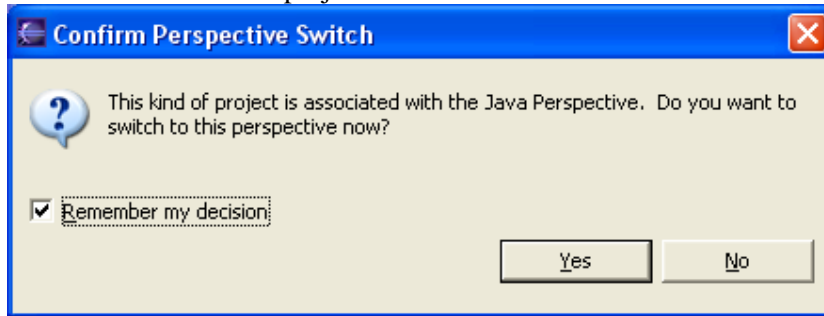 Confirm Perspective Switch
This kind of project is associated with the Java Perspective. Do you want to
switch to this perspective now?
Remember my decision
Yes No